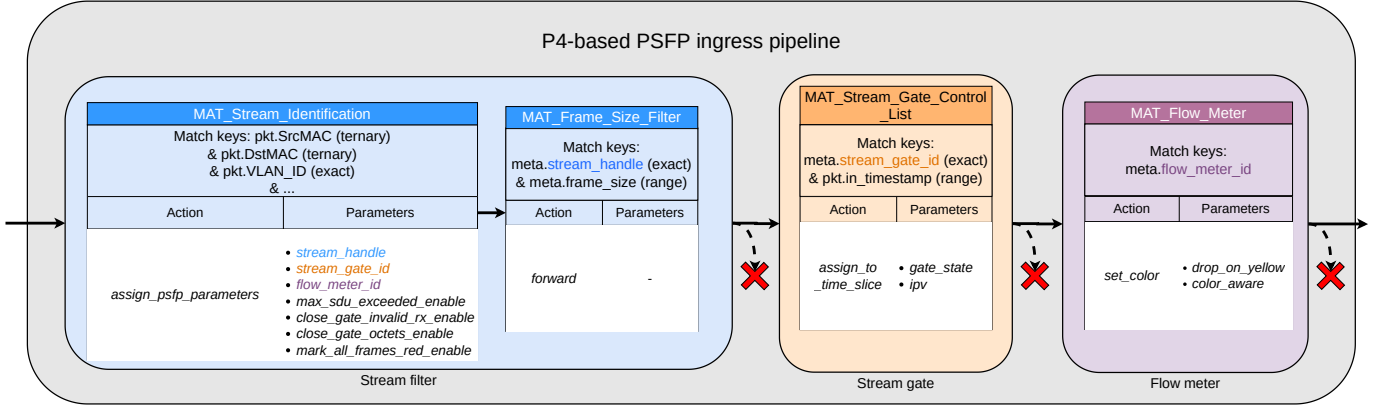 P4-based PSFP ingress pipeline
MAT_Stream_Identification
Match keys: pkt.SrcMAC (ternary)
& pkt.DstMAC (ternary)
& pkt.VLAN_ID (exact)
& ...
Action
Parameters
assign_psfp_parameters
• stream_handle
• stream_gate_id
• flow_meter_id
• max_sdu_exceeded_enable
• close_gate_invalid_rx_enable
• close_gate_octets_enable
• mark_all_frames_red_enable
MAT_Frame_Size_Filter
Match keys:
meta.stream_handle (exact)
& meta.frame_size (range)
Action
Parameters
forward
-
Stream filter
MAT_Stream_Gate_Control
_List
Match keys:
meta.stream_gate_id (exact)
& pkt.in_timestamp (range)
Action
Parameters
assign_to
_time_slice
• gate_state
• ipv
Stream gate
MAT_Flow_Meter
Match keys:
meta.flow_meter_id
Action
Parameters
set_color
• drop_on_yellow
• color_aware
Flow meter